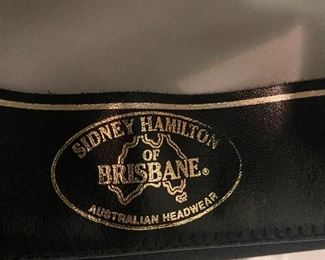 SIDNEY HAMILTON
OF
BRISBANE®
AUSTRALIAN HEADWEAR